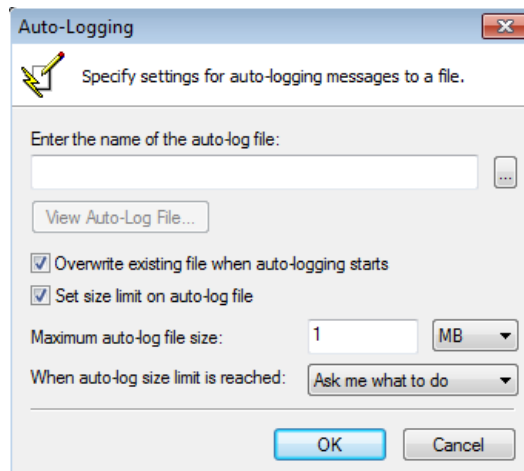 Auto-Logging
Specify settings for auto-logging messages to a file.
Enter the name of the auto-log file:
...
View Auto-Log File...
Overwrite existing file when auto-logging starts
Set size limit on auto-log file
Maximum auto-log file size: 1 MB
When auto-log size limit is reached: Ask me what to do
OK Cancel